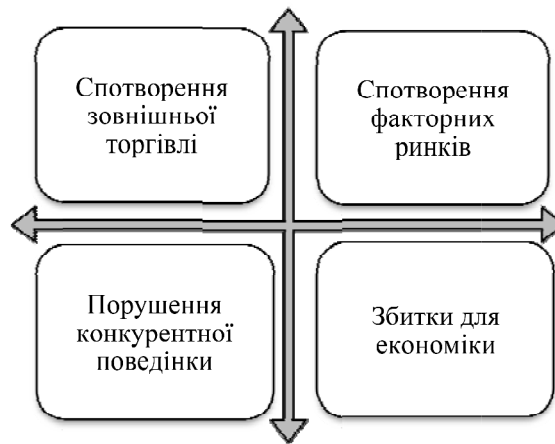 Спотворення
зовнішньої
торгівлі
Спотворення
факторних
ринків
Порушення
конкурентної
поведінки
Збитки для
економіки